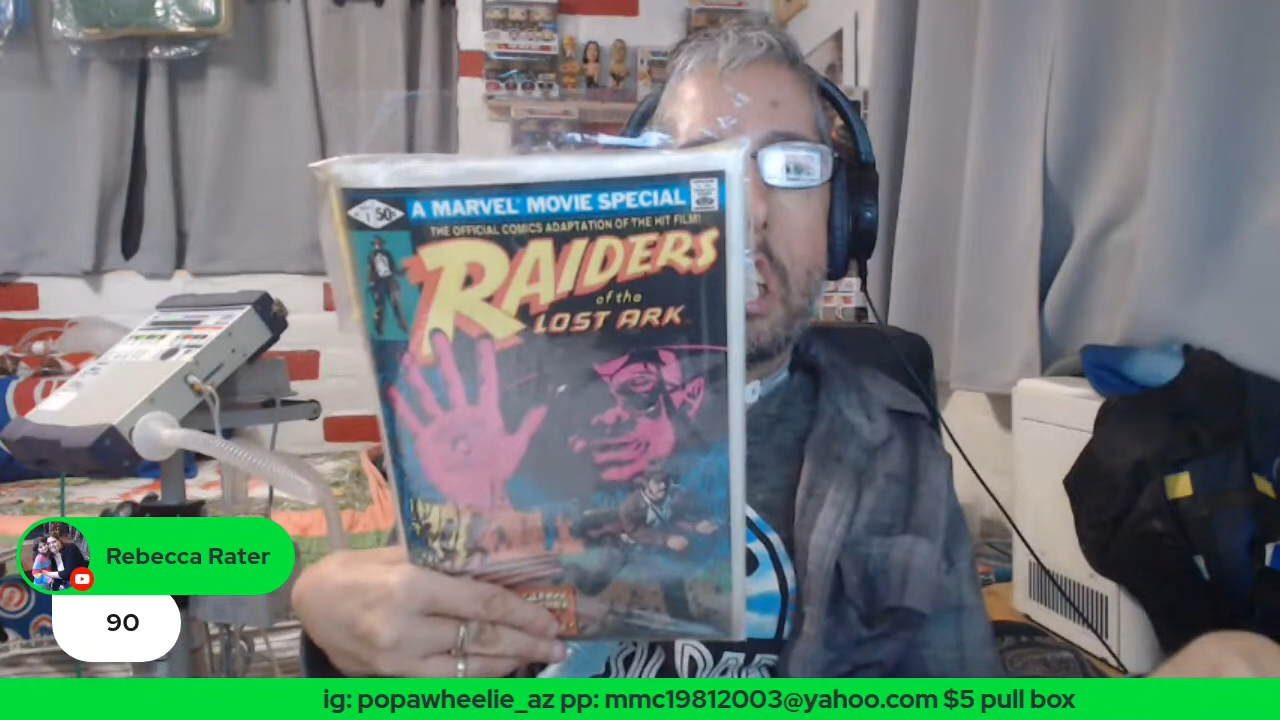 A MARVEL MOVIE SPECIAL
1 50¢
THE OFFICIAL COMICS ADAPTATION OF THE HIT FILM!
RAIDERS
of the
LOST ARK
Rebecca Rater
90
ig: popawheelie_az pp: mmc19812003@yahoo.com $5 pull box